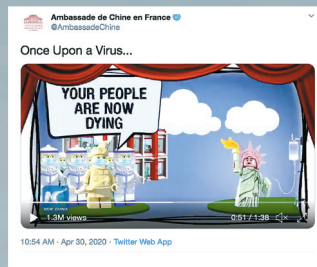 Ambassade de Chine en France
@AmbassadeChine
Once Upon a Virus...
YOUR PEOPLE
ARE NOW
DYING
NEW CHINA
1.3M views
0:51 / 1:38
10:54 AM · Apr 30, 2020 · Twitter Web App